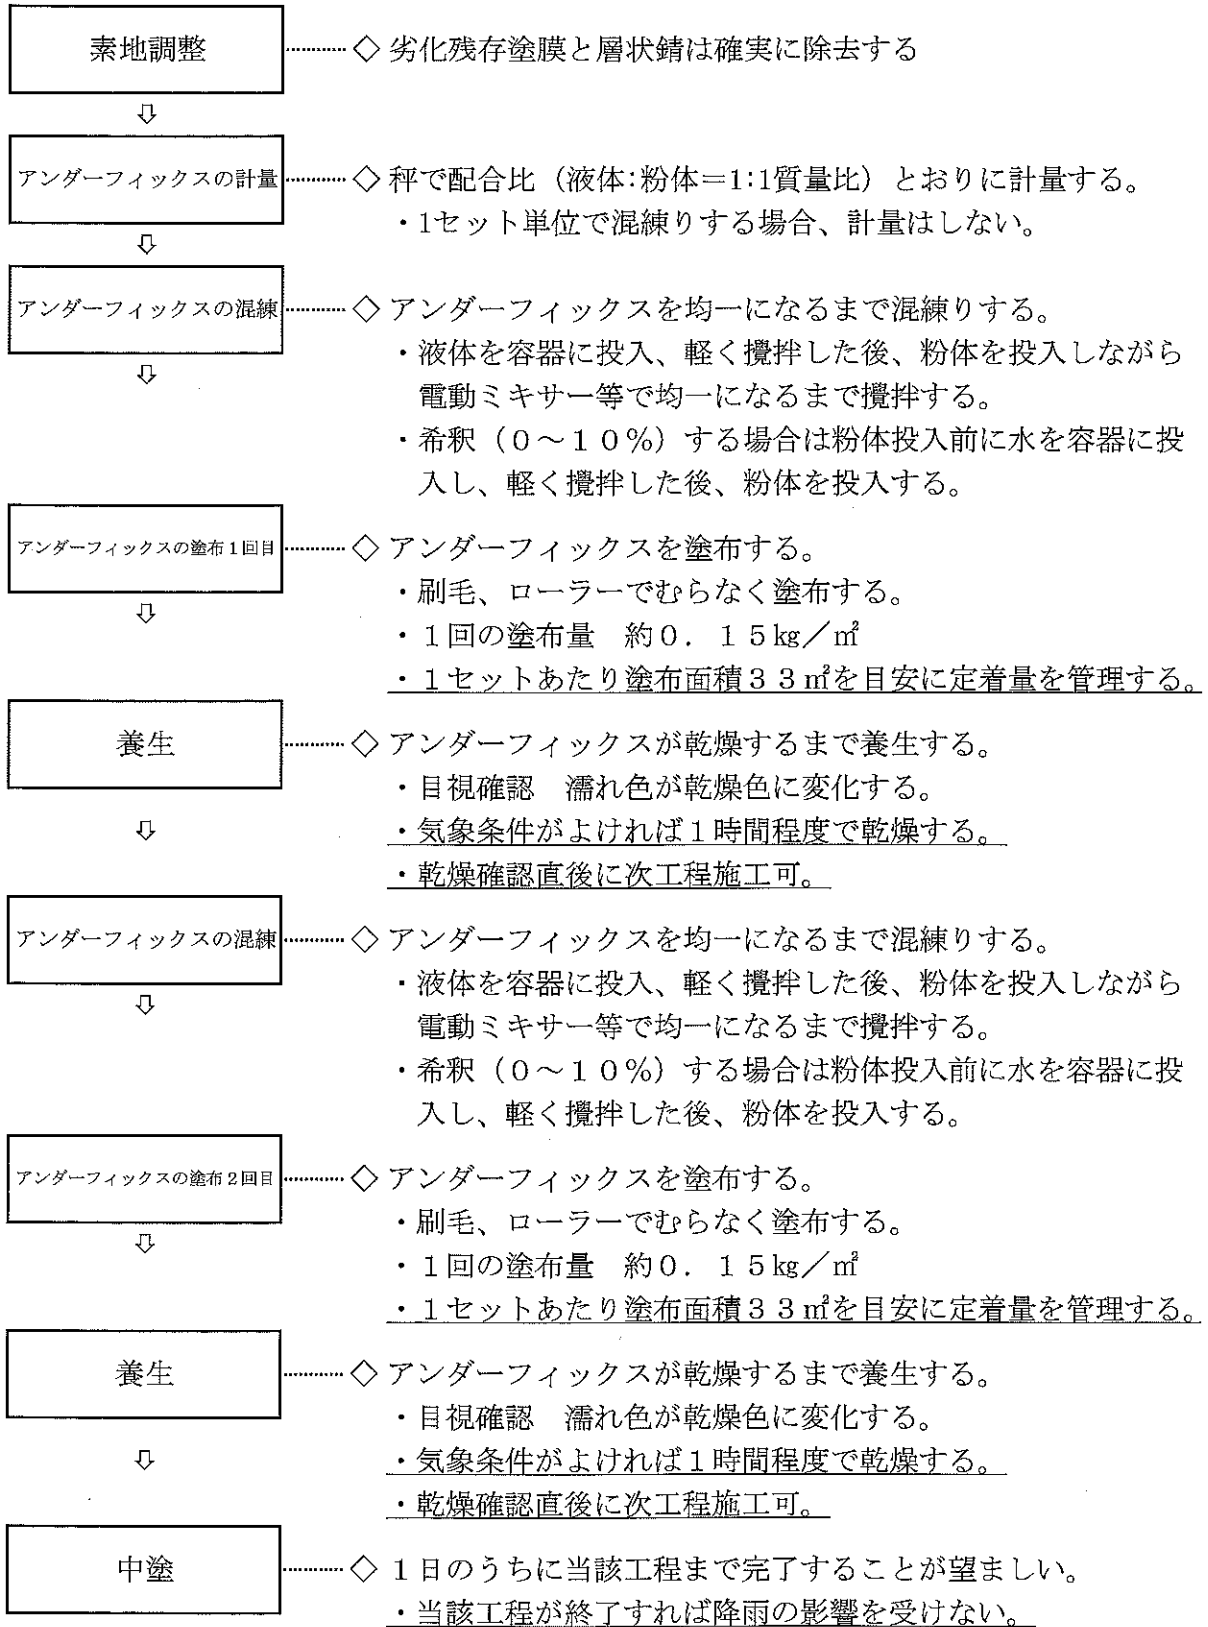 素地調整 ◇ 劣化残存塗膜と層状錆は確実に除去する
⇩
アンダーフィックスの計量 ◇ 秤で配合比（液体:粉体＝1:1質量比）とおりに計量する。
・1セット単位で混練りする場合、計量はしない。
⇩
アンダーフィックスの混練 ◇ アンダーフィックスを均一になるまで混練りする。
・液体を容器に投入、軽く攪拌した後、粉体を投入しながら
電動ミキサー等で均一になるまで攪拌する。
⇩
・希釈（０～１０％）する場合は粉体投入前に水を容器に投
入し、軽く攪拌した後、粉体を投入する。
アンダーフィックスの塗布１回目 ◇ アンダーフィックスを塗布する。
・刷毛、ローラーでむらなく塗布する。
⇩
・１回の塗布量　約０．１５㎏／㎡
・１セットあたり塗布面積３３㎡を目安に定着量を管理する。
養生 ◇ アンダーフィックスが乾燥するまで養生する。
・目視確認　濡れ色が乾燥色に変化する。
⇩
・気象条件がよければ１時間程度で乾燥する。
・乾燥確認直後に次工程施工可。
アンダーフィックスの混練 ◇ アンダーフィックスを均一になるまで混練りする。
・液体を容器に投入、軽く攪拌した後、粉体を投入しながら
⇩
電動ミキサー等で均一になるまで攪拌する。
・希釈（０～１０％）する場合は粉体投入前に水を容器に投
入し、軽く攪拌した後、粉体を投入する。
アンダーフィックスの塗布２回目 ◇ アンダーフィックスを塗布する。
・刷毛、ローラーでむらなく塗布する。
⇩
・１回の塗布量　約０．１５㎏／㎡
・１セットあたり塗布面積３３㎡を目安に定着量を管理する。
養生 ◇ アンダーフィックスが乾燥するまで養生する。
・目視確認　濡れ色が乾燥色に変化する。
⇩
・気象条件がよければ１時間程度で乾燥する。
・乾燥確認直後に次工程施工可。
中塗 ◇ １日のうちに当該工程まで完了することが望ましい。
・当該工程が終了すれば降雨の影響を受けない。